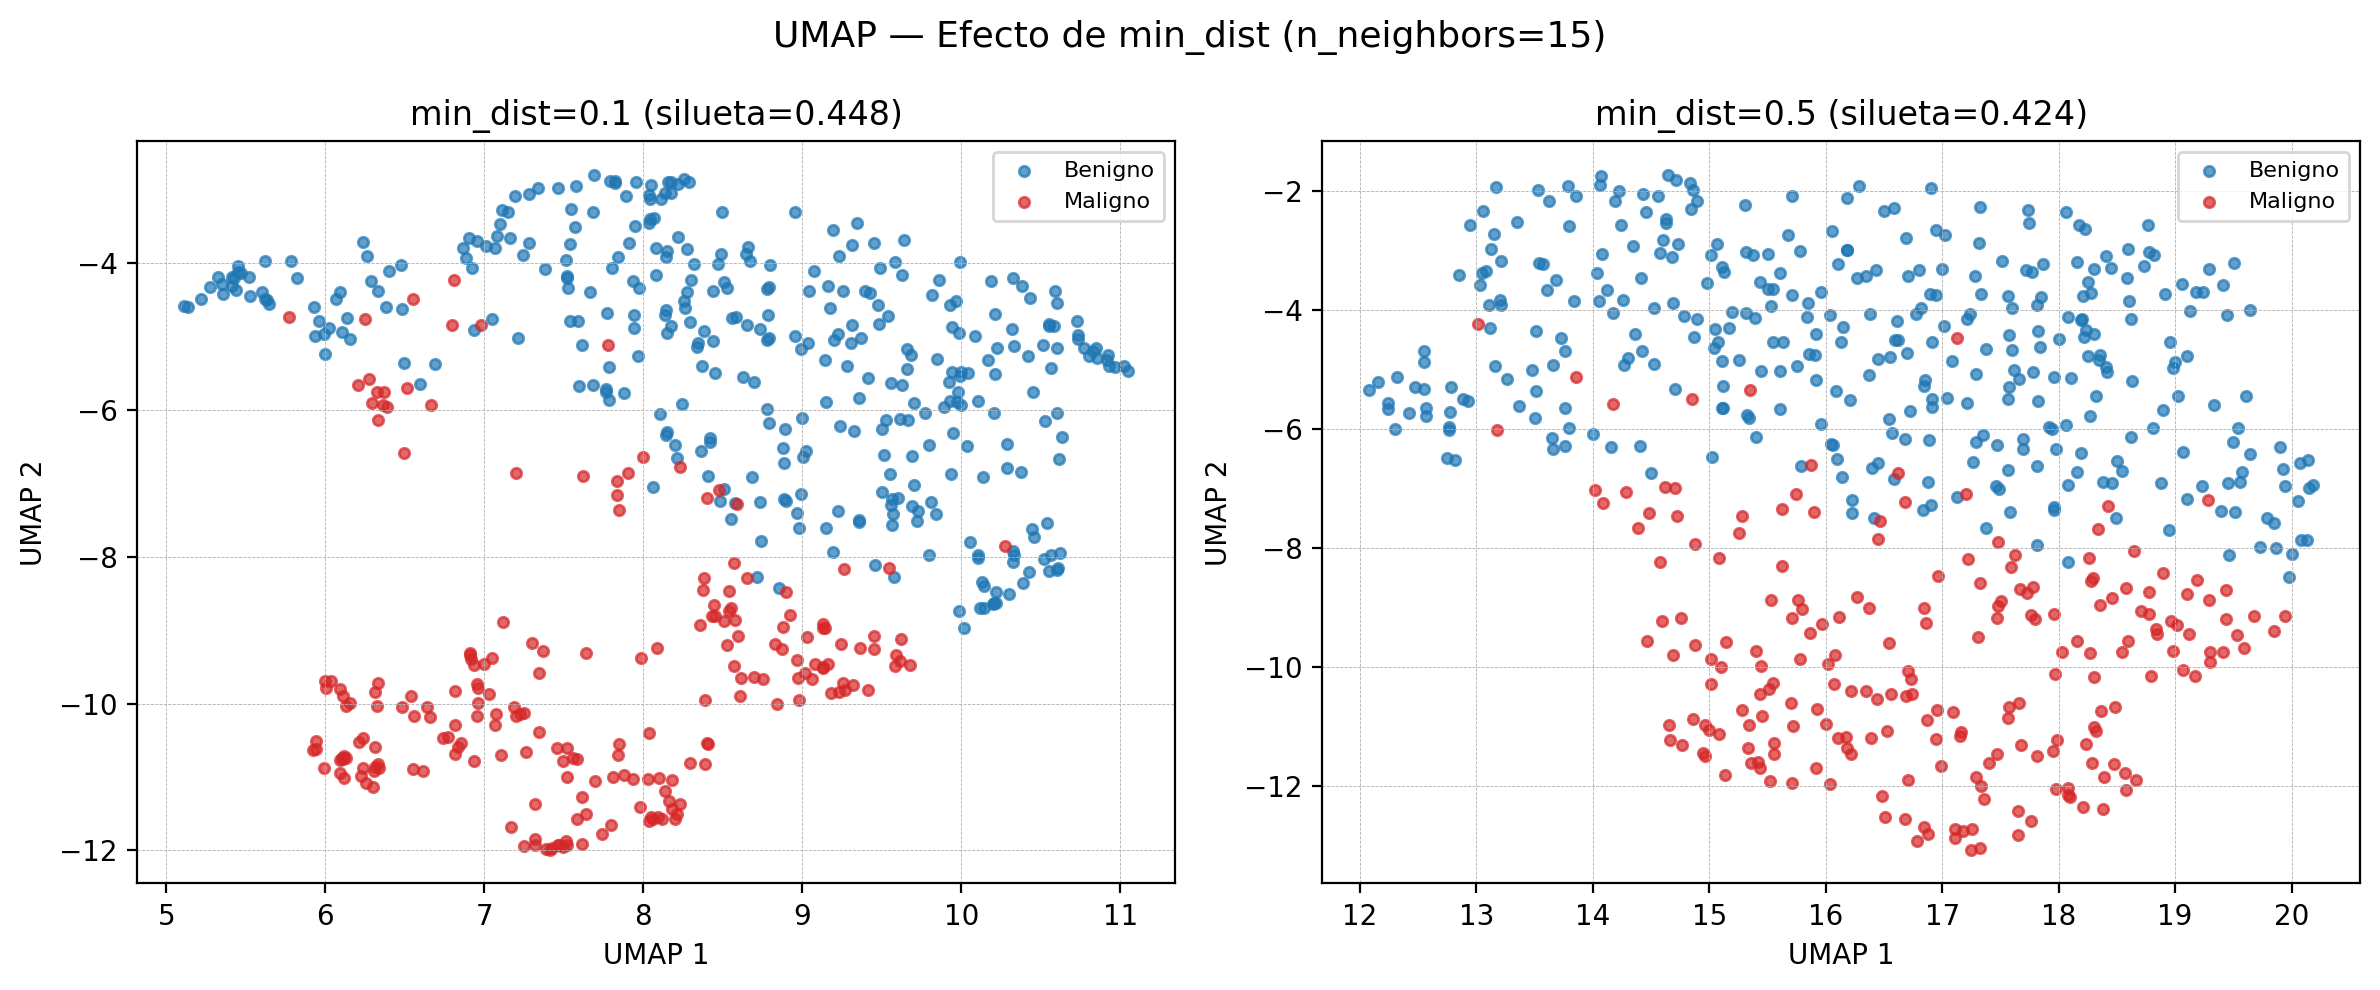 UMAP — Efecto de min_dist (n_neighbors=15)
min_dist=0.1 (silueta=0.448)
Benigno
Maligno
−4
−6
−8
−10
−12
UMAP 2
5 6 7 8 9 10 11
UMAP 1
min_dist=0.5 (silueta=0.424)
Benigno
Maligno
−2
−4
−6
−8
−10
−12
UMAP 2
12 13 14 15 16 17 18 19 20
UMAP 1